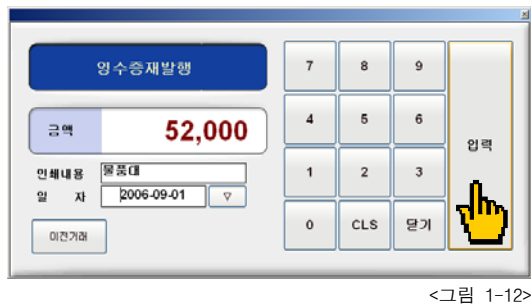 영수증재발행
금액 52,000
인쇄내용 물품대
일 자 2006-09-01 ▽
이전거래
7 8 9
4 5 6
1 2 3
0 CLS 닫기
입력
<그림 1-12>